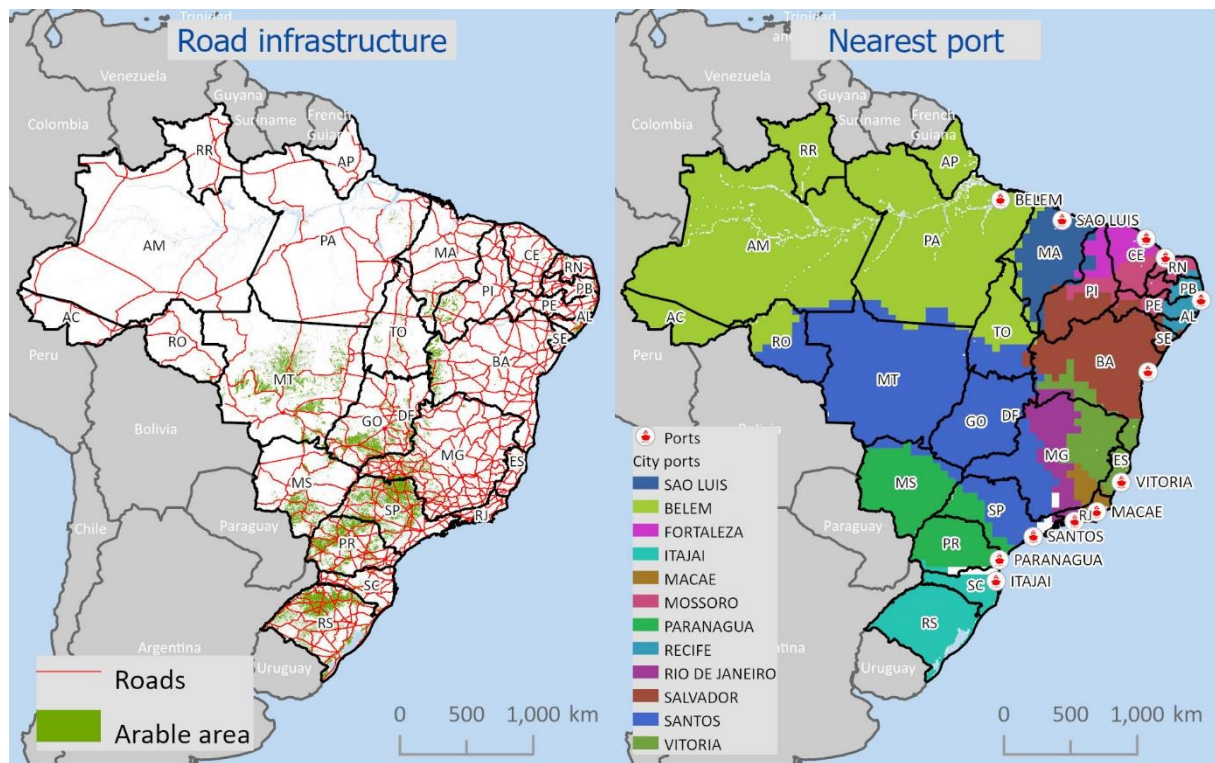 Road infrastructure
Trinidad
Venezuela
Guyana
Suriname
French
Guiana
Colombia
RR
AP
AM
PA
MA
CE
RN
PB
PE
AL
PI
SE
AC
TO
RO
BA
Peru
MT
Bolivia
GO
DF
MG
ES
MS
SP
RJ
Paraguay
PR
Chile
SC
RS
Argentina
Uruguay
Roads
Arable area
0 500 1,000 km
Nearest port
Trinidad
and
Venezuela
Guyana
Suriname
French
Guiana
Colombia
RR
AP
BELEM
SAO LUIS
AM
PA
MA
CE
RN
PB
PE
AL
PI
SE
AC
TO
RO
BA
Peru
MT
GO
DF
MG
ES
VITORIA
MS
SP
RJ
MACAE
SANTOS
Paraguay
PR
PARANAGUA
SC
ITAJAI
RS
Uruguay
Ports
City ports
SAO LUIS
BELEM
FORTALEZA
ITAJAI
MACAE
MOSSORO
PARANAGUA
RECIFE
RIO DE JANEIRO
SALVADOR
SANTOS
VITORIA
0 500 1,000 km